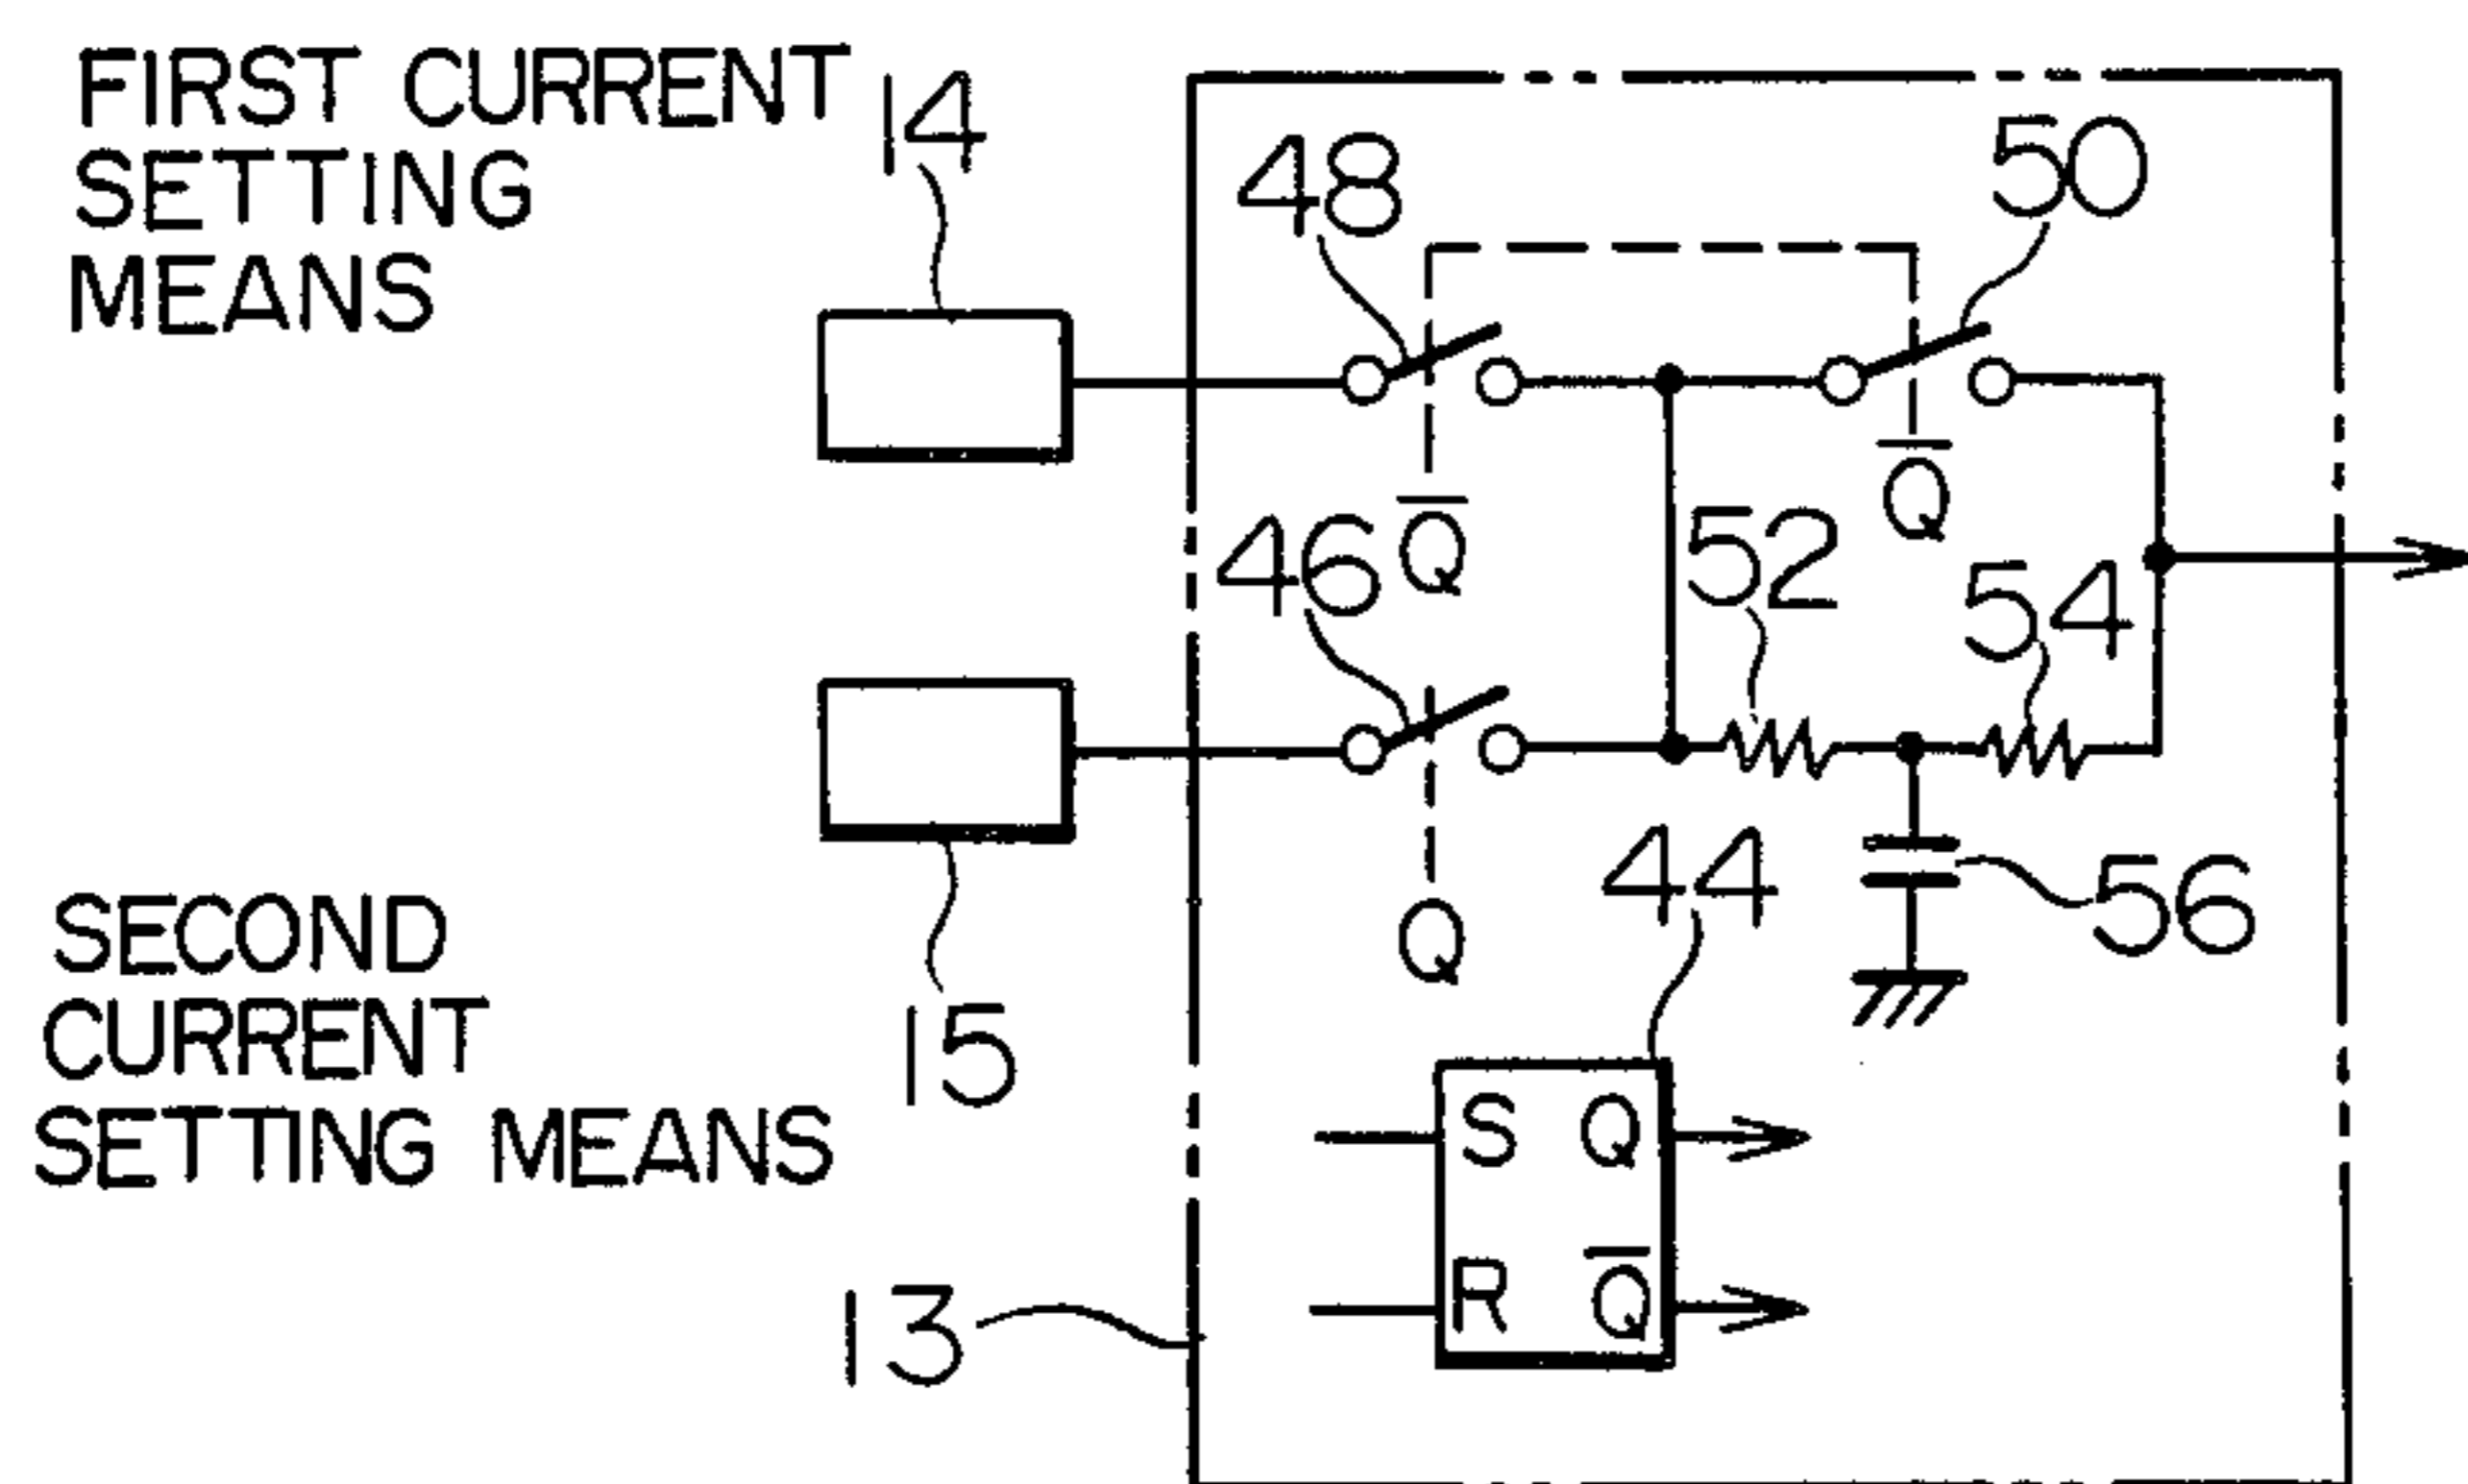 FIRST CURRENT
SETTING
MEANS
14
48
50
Q̅
Q̅
46
52
54
SECOND
CURRENT
SETTING MEANS
15
Q
44
56
S Q
R Q̅
13